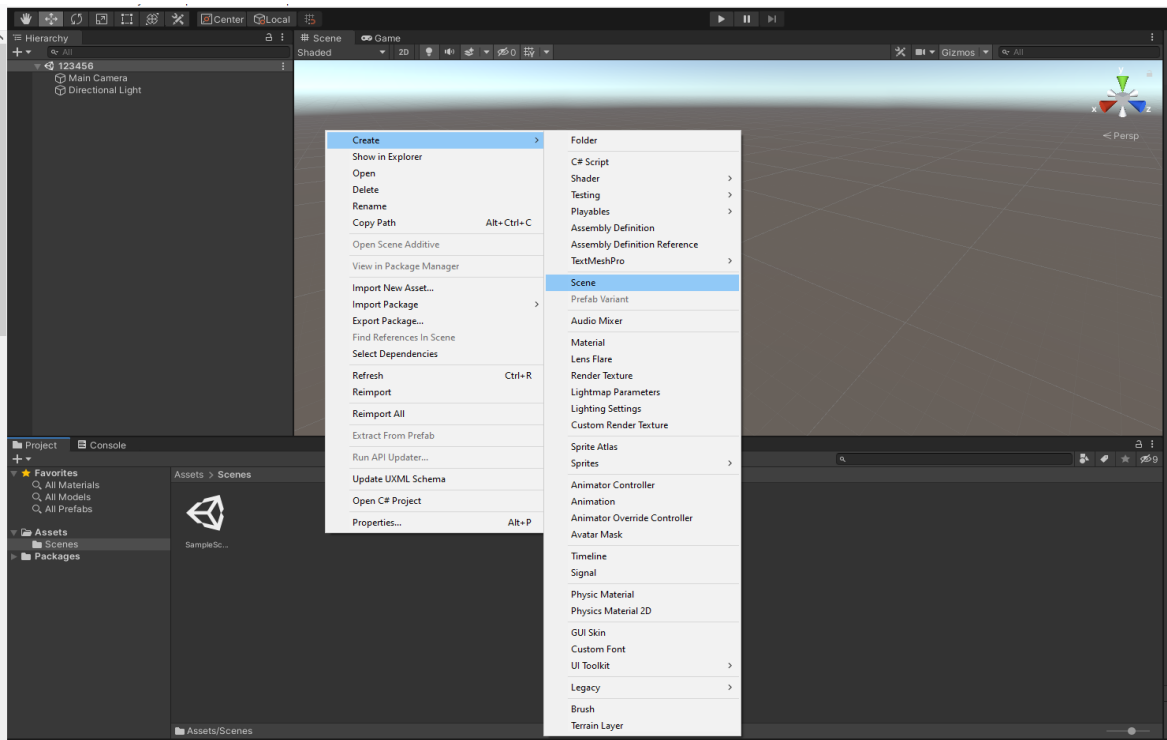 Center
Local
Hierarchy
All
123456
Main Camera
Directional Light
Scene
Game
Shaded
2D
0
Gizmos
All
Y
x
z
Persp
Create
Show in Explorer
Open
Delete
Rename
Copy Path Alt+Ctrl+C
Open Scene Additive
View in Package Manager
Import New Asset...
Import Package
Export Package...
Find References In Scene
Select Dependencies
Refresh Ctrl+R
Reimport
Reimport All
Extract From Prefab
Run API Updater...
Update UXML Schema
Open C# Project
Properties... Alt+P
Folder
C# Script
Shader
Testing
Playables
Assembly Definition
Assembly Definition Reference
TextMeshPro
Scene
Prefab Variant
Audio Mixer
Material
Lens Flare
Render Texture
Lightmap Parameters
Lighting Settings
Custom Render Texture
Sprite Atlas
Sprites
Animator Controller
Animation
Animator Override Controller
Avatar Mask
Timeline
Signal
Physic Material
Physics Material 2D
GUI Skin
Custom Font
UI Toolkit
Legacy
Brush
Terrain Layer
Project
Console
9
Favorites
All Materials
All Models
All Prefabs
Assets
Scenes
Packages
Assets > Scenes
SampleSc...
Assets/Scenes